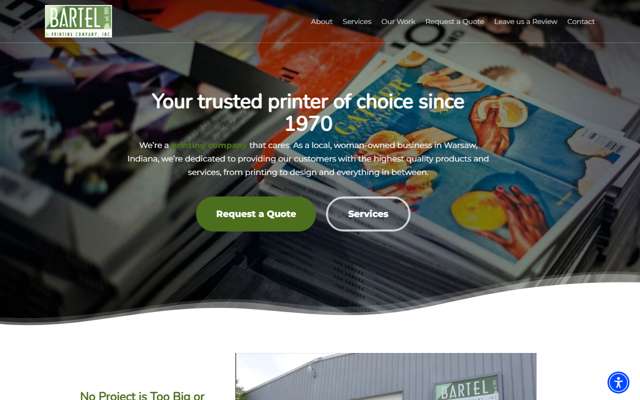 BARTEL
PRINTING COMPANY, INC
About Services Our Work Request a Quote Leave us a Review Contact
Your trusted printer of choice since
1970
We're a printing company that cares. As a local, woman-owned business in Warsaw,
Indiana, we're dedicated to providing our customers with the highest quality products and
services, from printing to design and everything in between.
Request a Quote Services
GATHER
LAND
No Project is Too Big or
BARTEL